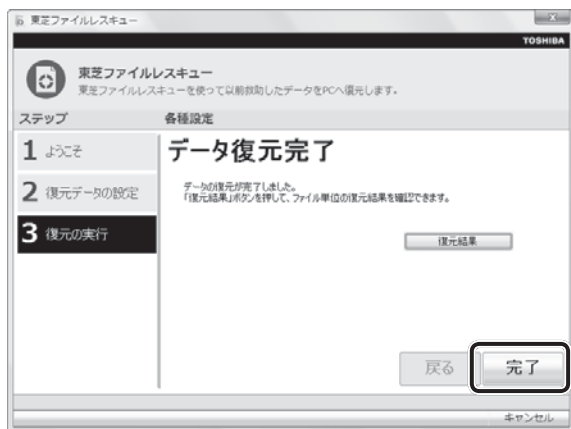 東芝ファイルレスキュー
TOSHIBA
東芝ファイルレスキュー
東芝ファイルレスキューを使って以前救助したデータをPCへ復元します。
ステップ
各種設定
1 ようこそ
2 復元データの設定
3 復元の実行
データ復元完了
データの復元が完了しました。
「復元結果」ボタンを押して、ファイル単位の復元結果を確認できます。
復元結果
戻る
完了
キャンセル